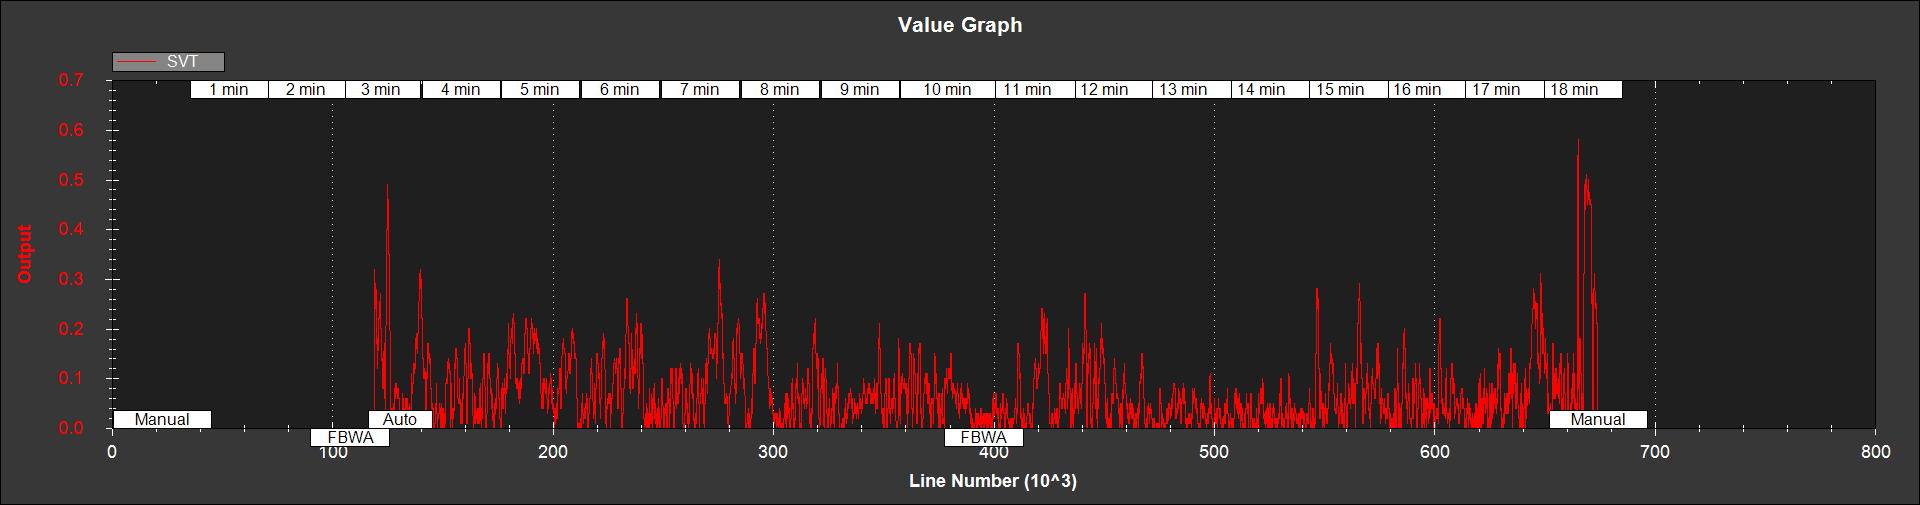 Value Graph
SVT
0.7
1 min 2 min 3 min 4 min 5 min 6 min 7 min 8 min 9 min 10 min 11 min 12 min 13 min 14 min 15 min 16 min 17 min 18 min
0.6
0.5
0.4
Output
0.3
0.2
0.1
0.0
Manual Auto Manual
FBWA FBWA
0 100 200 300 400 500 600 700 800
Line Number (10^3)